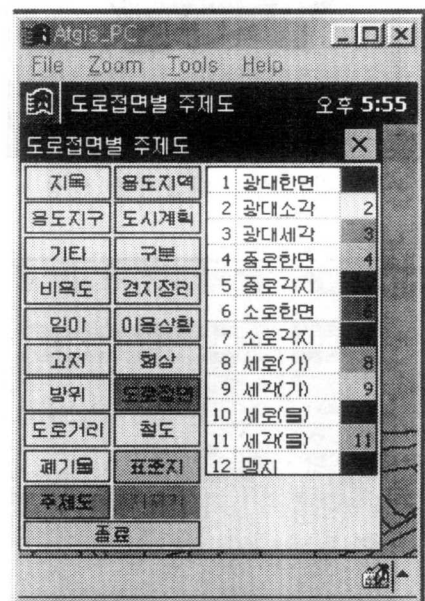 Atgis_PC
File Zoom Tools Help
도로접면별 주제도 오후 5:55
도로접면별 주제도
지목 용도지역
용도지구 도시계획
기타 구분
비옥도 경지정리
임야 이용상황
고저 형상
방위 도로접면
도로거리 철도
폐기물 표준지
주제도
종료
1 광대한면
2 광대소각 2
3 광대세각 3
4 중로한면 4
5 중로각지
6 소로한면 6
7 소로각지
8 세로(가) 8
9 세각(가) 9
10 세로(불)
11 세각(불) 11
12 맹지